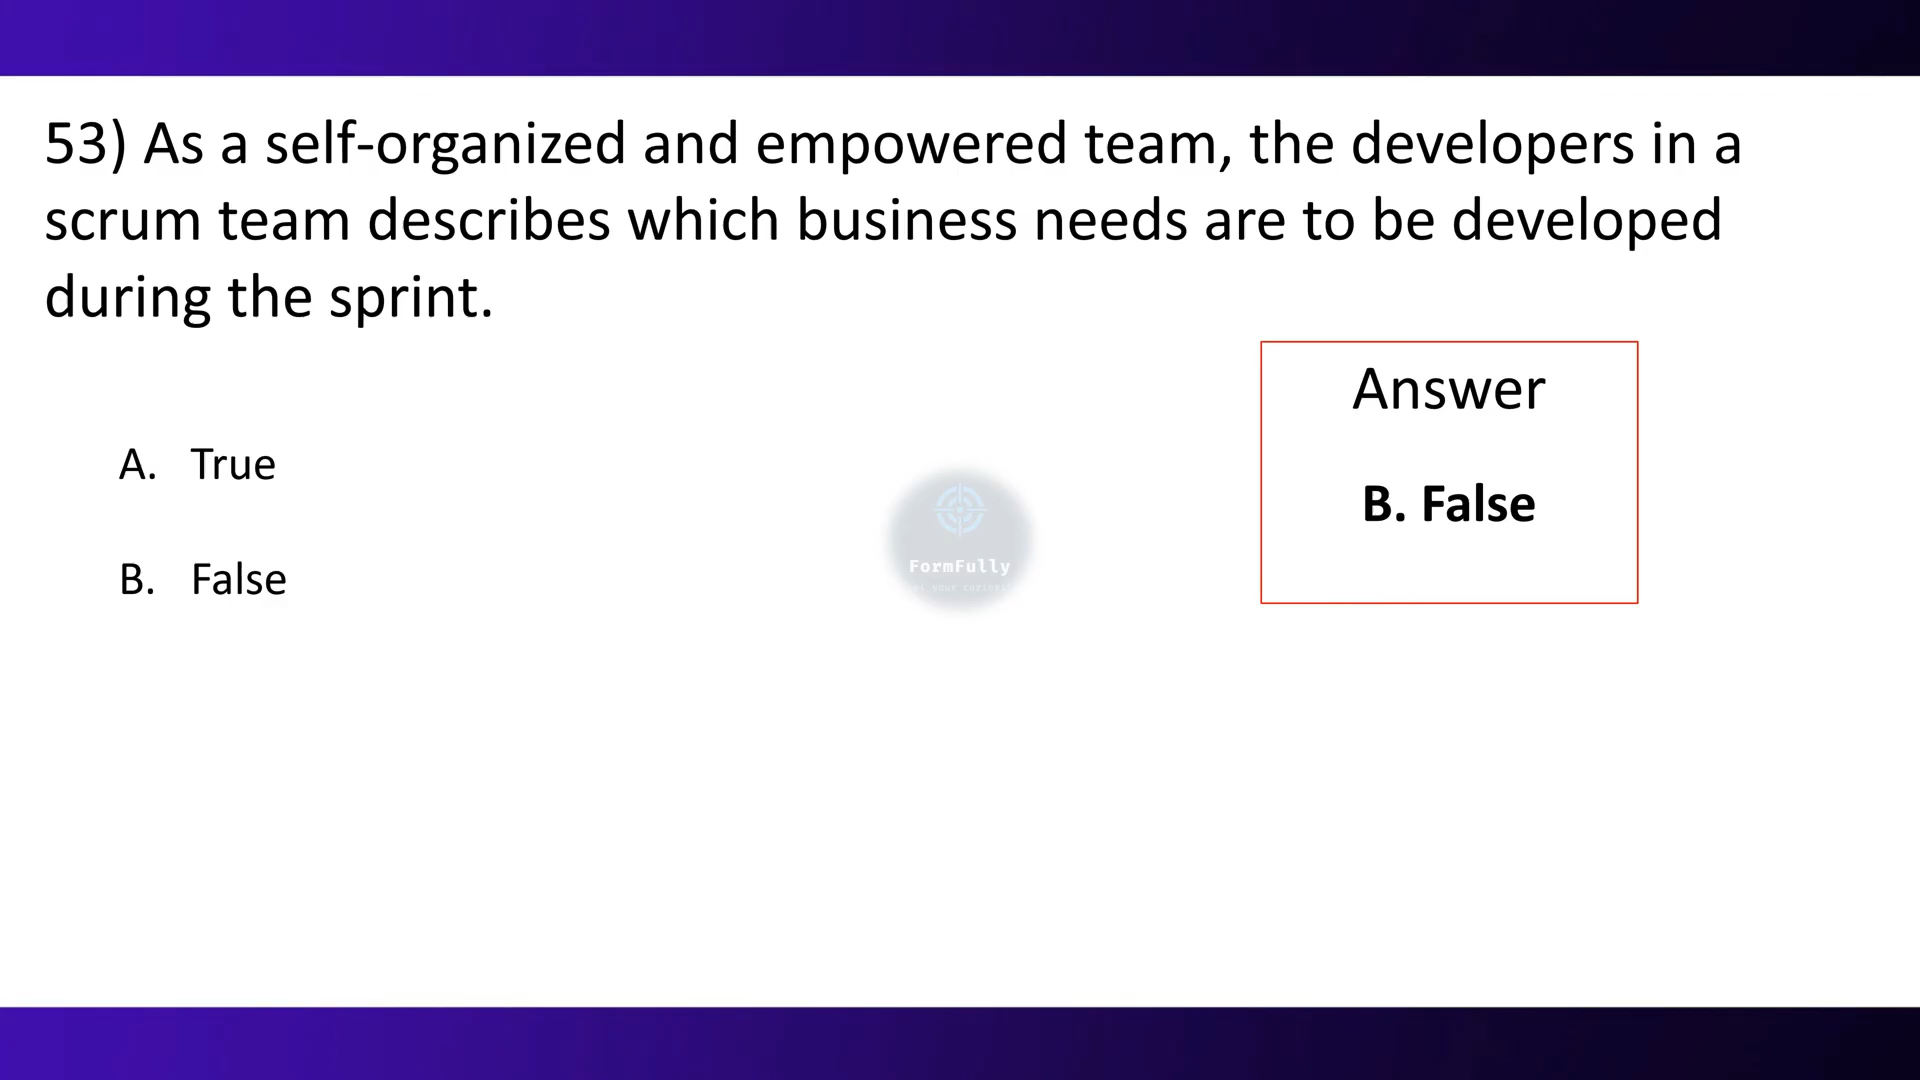 53) As a self-organized and empowered team, the developers in a
scrum team describes which business needs are to be developed
during the sprint.
Answer
A. True
B. False
B. False
FormFully
your